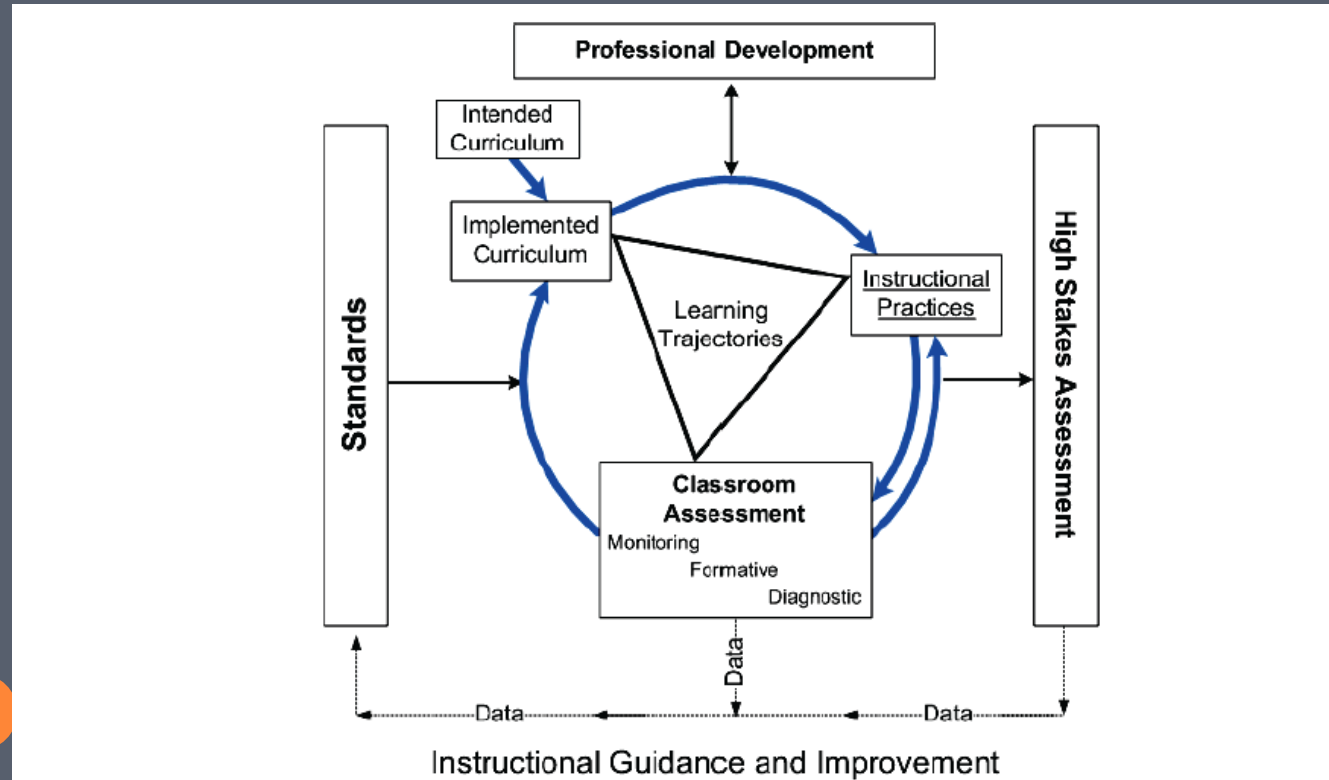 Professional Development
Intended
Curriculum
Implemented
Curriculum
Instructional
Practices
Learning
Trajectories
Standards
High Stakes Assessment
Classroom
Assessment
Monitoring
Formative
Diagnostic
Data
Data
Data
Instructional Guidance and Improvement